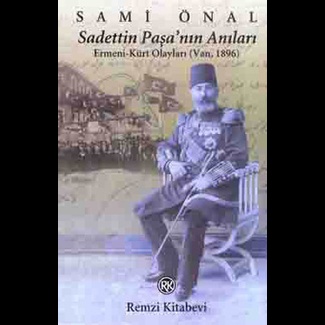 SAMİ ÖNAL
Sadettin Paşa'nın Anıları
Ermeni-Kürt Olayları (Van, 1896)
RK
Remzi Kitabevi